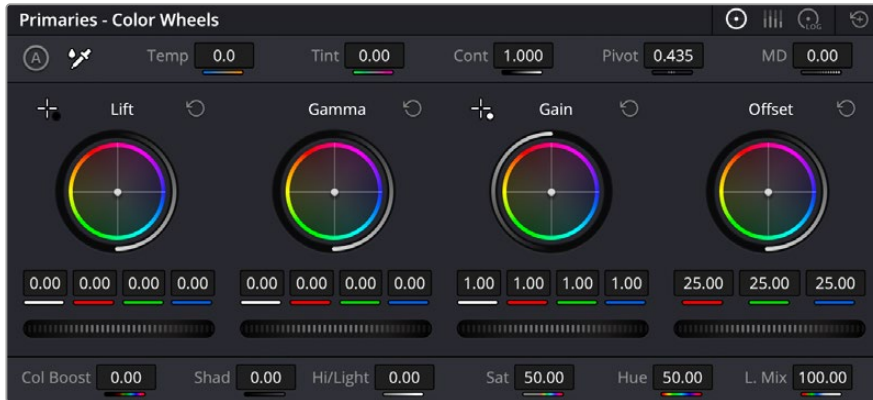 Primaries - Color Wheels LOG
A Temp 0.0 Tint 0.00 Cont 1.000 Pivot 0.435 MD 0.00
Lift Gamma Gain Offset
0.00 0.00 0.00 0.00 0.00 0.00 0.00 0.00 1.00 1.00 1.00 1.00 25.00 25.00 25.00
Col Boost 0.00 Shad 0.00 Hi/Light 0.00 Sat 50.00 Hue 50.00 L. Mix 100.00